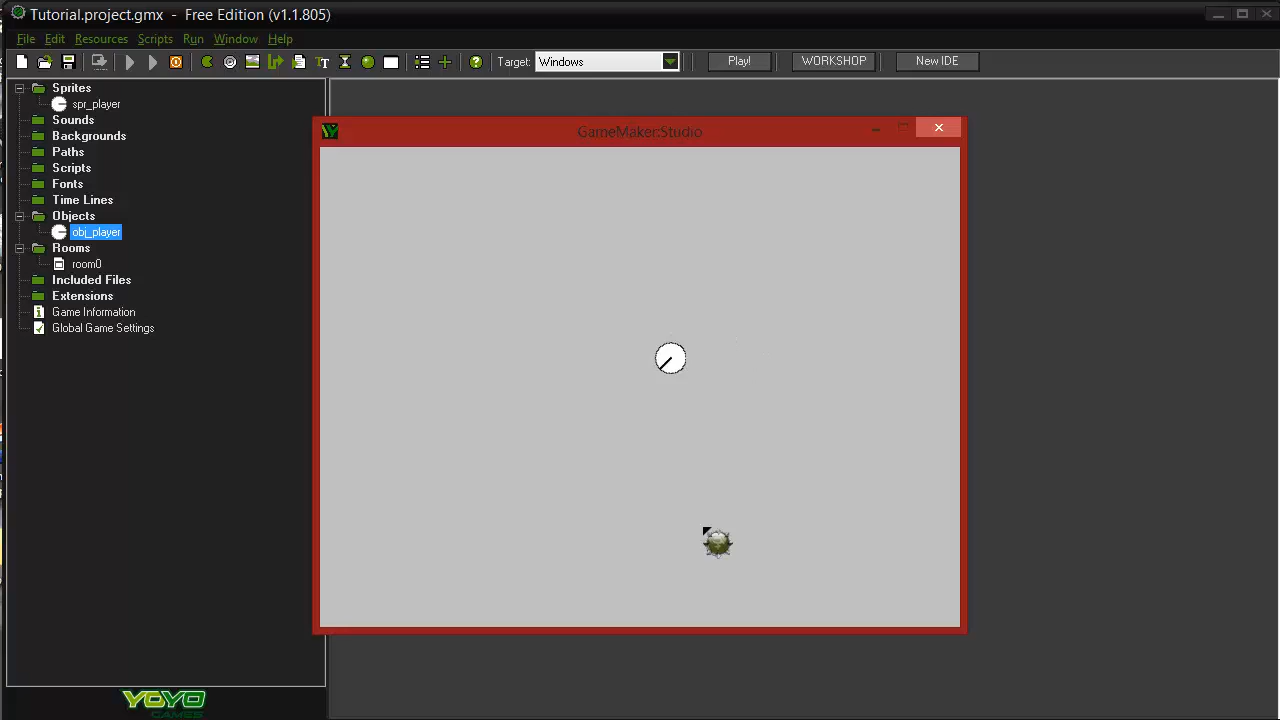 Tutorial.project.gmx - Free Edition (v1.1.805)
File Edit Resources Scripts Run Window Help
Target: Windows Play! WORKSHOP New IDE
Sprites
spr_player
Sounds
Backgrounds
Paths
Scripts
Fonts
Time Lines
Objects
obj_player
Rooms
room0
Included Files
Extensions
Game Information
Global Game Settings
GameMaker:Studio
YOYO
GAMES